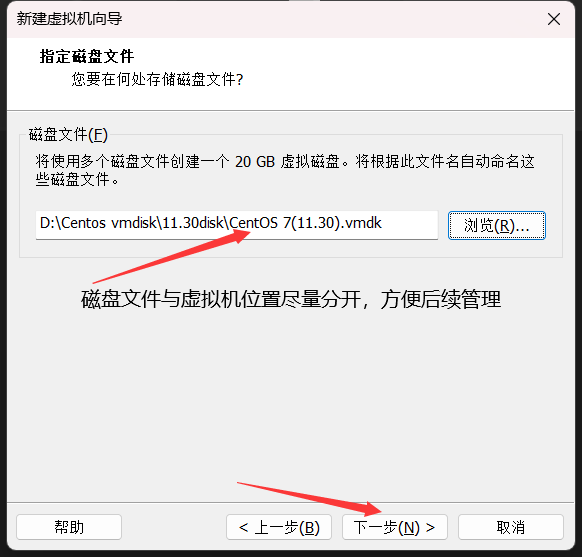 新建虚拟机向导
指定磁盘文件
您要在何处存储磁盘文件?
磁盘文件(F)
将使用多个磁盘文件创建一个 20 GB 虚拟磁盘。将根据此文件名自动命名这
些磁盘文件。
D:\Centos vmdisk\11.30disk\CentOS 7(11.30).vmdk
浏览(R)...
磁盘文件与虚拟机位置尽量分开，方便后续管理
帮助
< 上一步(B)
下一步(N) >
取消